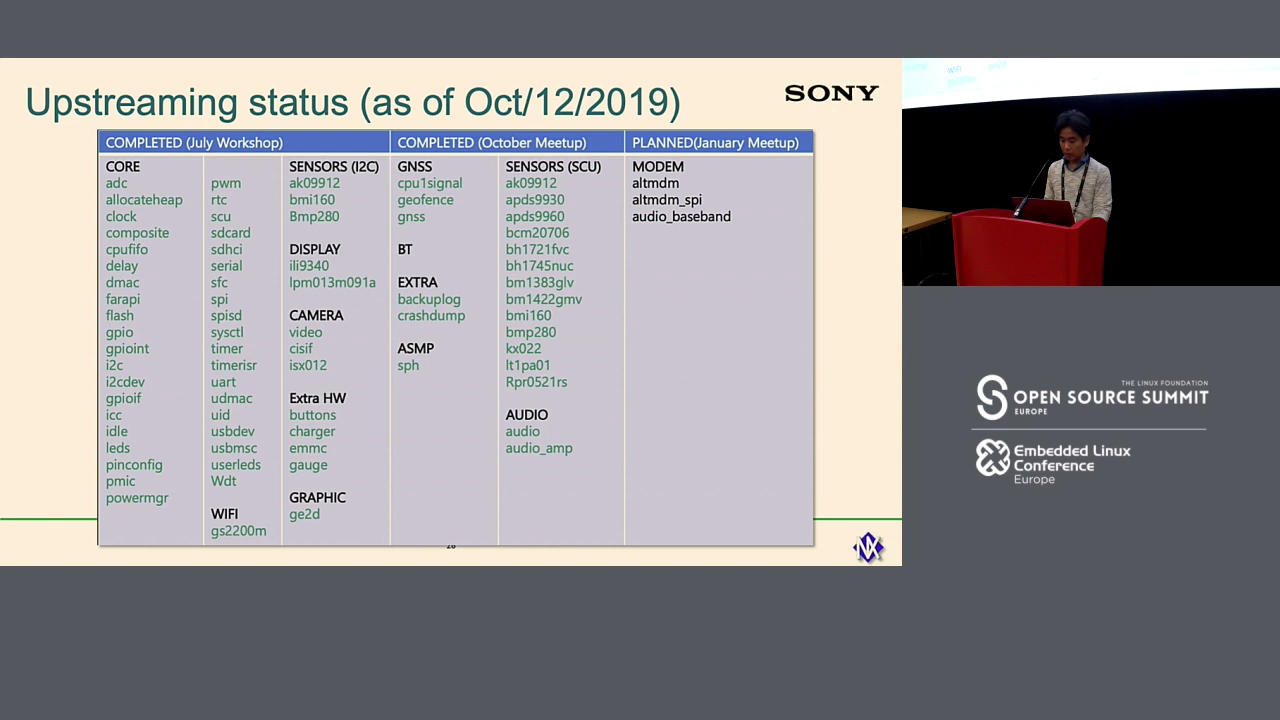 Upstreaming status (as of Oct/12/2019)
SONY
COMPLETED (July Workshop)
CORE
adc
allocateheap
clock
composite
cpufifo
delay
dmac
farapi
flash
gpio
gpioint
i2c
i2cdev
gpioif
icc
idle
leds
pinconfig
pmic
powermgr
pwm
rtc
scu
sdcard
sdhci
serial
sfc
spi
spisd
sysctl
timer
timerisr
uart
udmac
uid
usbdev
usbmsc
userleds
Wdt
WIFI
gs2200m
SENSORS (I2C)
ak09912
bmi160
Bmp280
DISPLAY
ili9340
lpm013m091a
CAMERA
video
cisif
isx012
Extra HW
buttons
charger
emmc
gauge
GRAPHIC
ge2d
COMPLETED (October Meetup)
GNSS
cpu1signal
geofence
gnss
BT
EXTRA
backuplog
crashdump
ASMP
sph
SENSORS (SCU)
ak09912
apds9930
apds9960
bcm20706
bh1721fvc
bh1745nuc
bm1383glv
bm1422gmv
bmi160
bmp280
kx022
lt1pa01
Rpr0521rs
AUDIO
audio
audio_amp
PLANNED(January Meetup)
MODEM
altmdm
altmdm_spi
audio_baseband
NX
WIFI
THE LINUX FOUNDATION
OPEN SOURCE SUMMIT
EUROPE
Embedded Linux
Conference
Europe